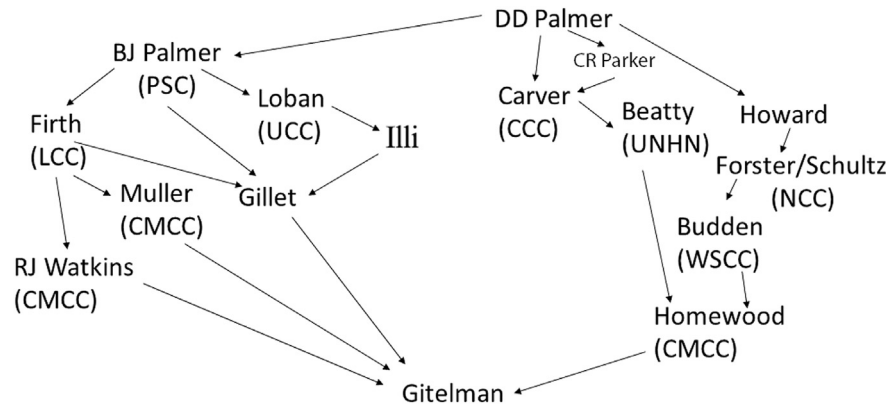 DD Palmer
BJ Palmer
(PSC)
CR Parker
Loban
(UCC)
Carver
(CCC)
Beatty
(UNHN)
Howard
Firth
(LCC)
Illi
Forster/Schultz
(NCC)
Muller
(CMCC)
Gillet
Budden
(WSCC)
RJ Watkins
(CMCC)
Homewood
(CMCC)
Gitelman